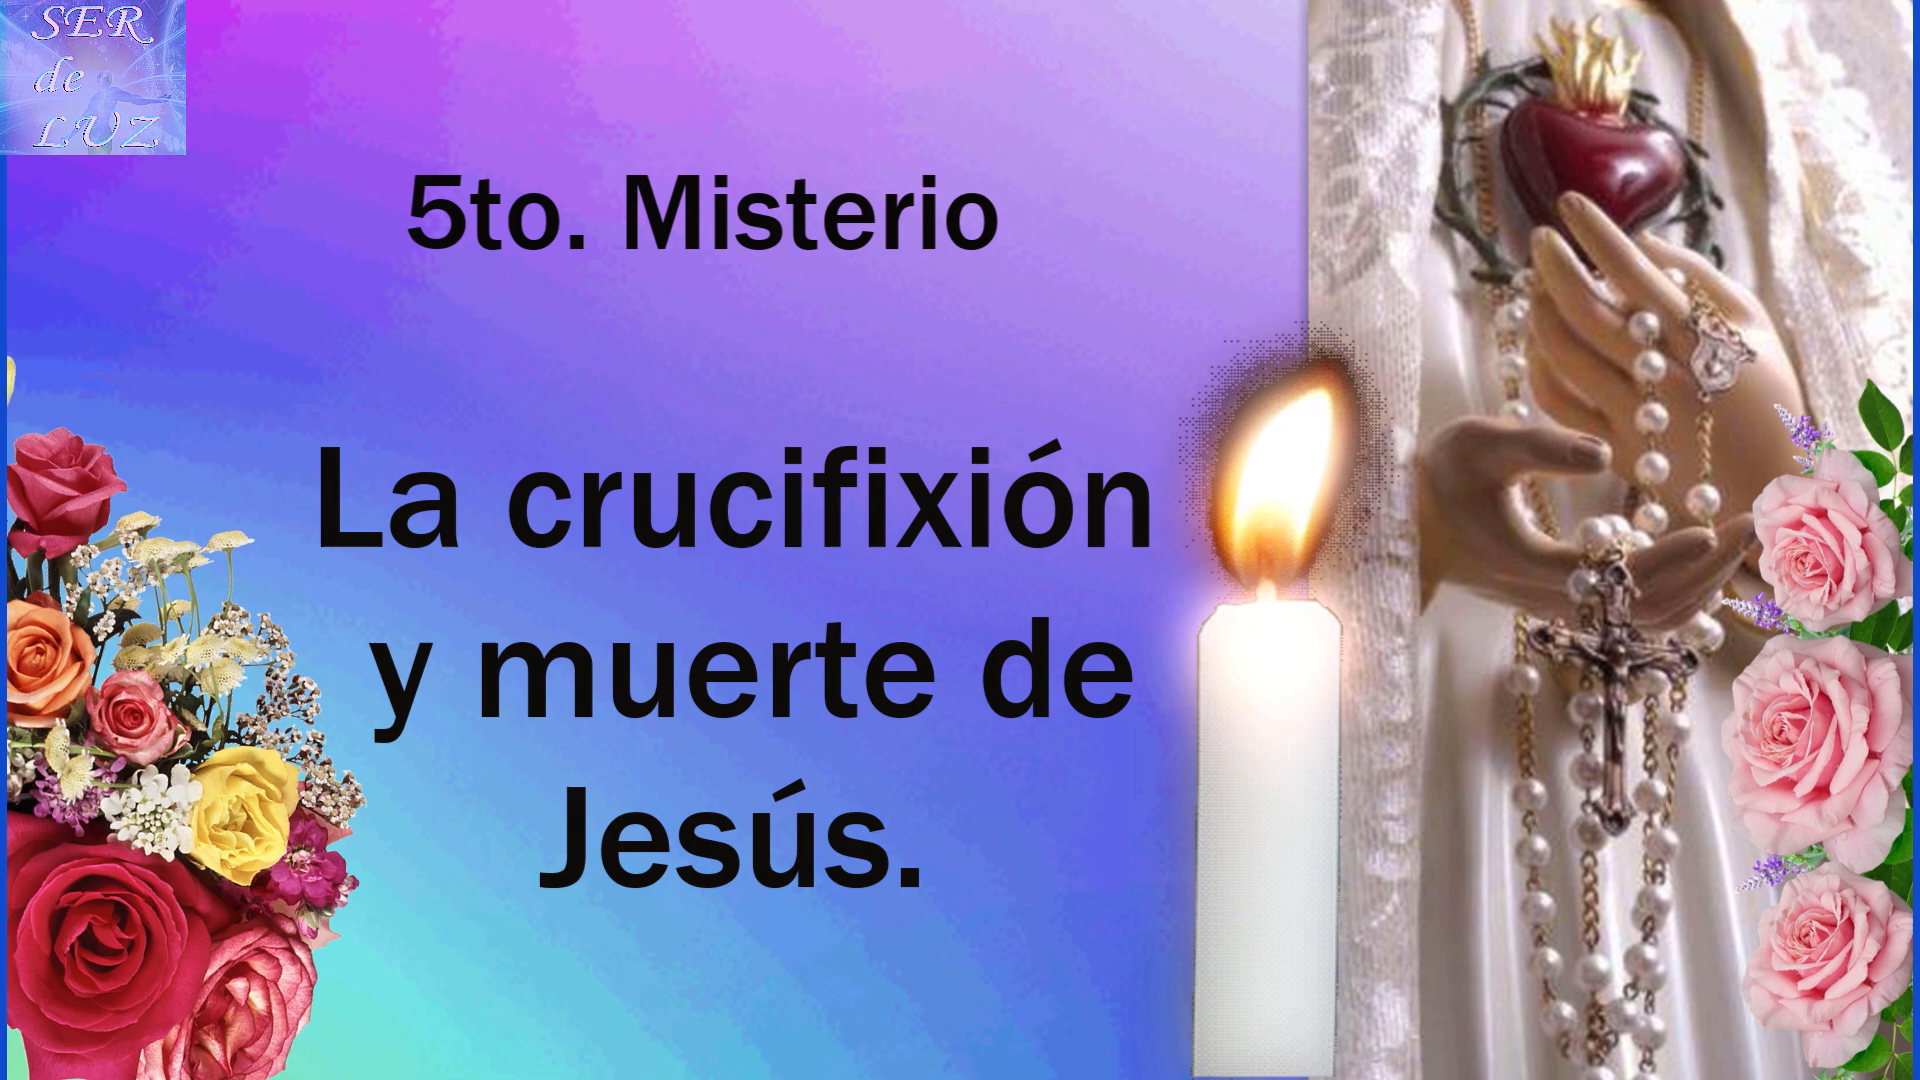 SER
de
LUZ
5to. Misterio
La crucifixión
y muerte de
Jesús.